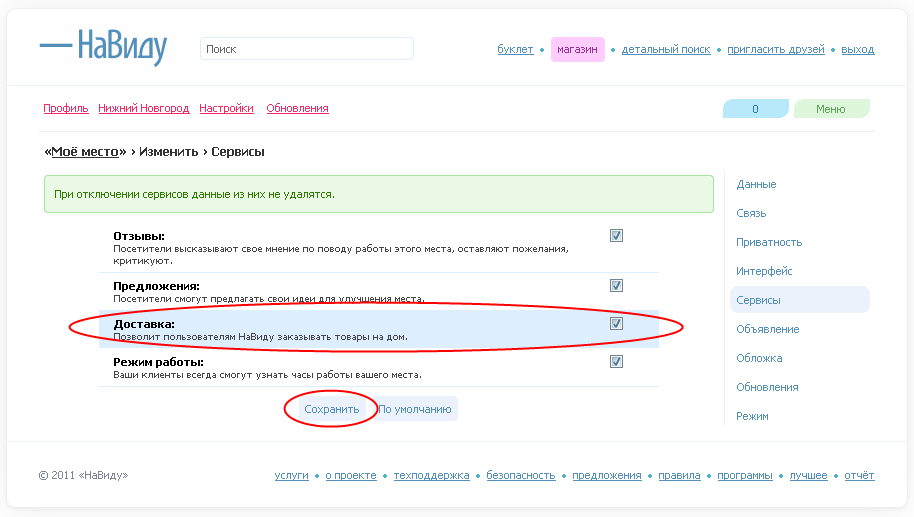 НаВиду
Поиск
буклет • магазин • детальный поиск • пригласить друзей • выход
Профиль Нижний Новгород Настройки Обновления
0 Меню
«Моё место» › Изменить › Сервисы
При отключении сервисов данные из них не удалятся.
Отзывы:
Посетители высказывают свое мнение по поводу работы этого места, оставляют пожелания,
критикуют.
Предложения:
Посетители смогут предлагать свои идеи для улучшения места.
Доставка:
Позволит пользователям НаВиду заказывать товары на дом.
Режим работы:
Ваши клиенты всегда смогут узнать часы работы вашего места.
Сохранить По умолчанию
Данные
Связь
Приватность
Интерфейс
Сервисы
Объявление
Обложка
Обновления
Режим
© 2011 «НаВиду»
услуги • о проекте • техподдержка • безопасность • предложения • правила • программы • лучшее • отчёт